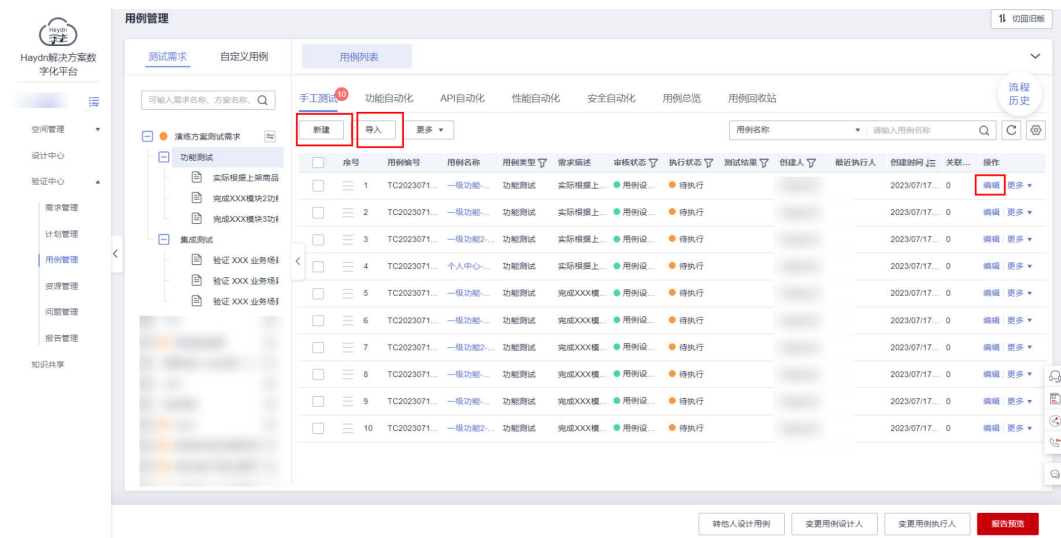 用例管理
切回旧版
Haydn
Haydn解决方案数
字化平台
空间管理
设计中心
验证中心
需求管理
计划管理
用例管理
资源管理
问题管理
报告管理
知识共享
测试需求 自定义用例
可输入需求名称、方案名称、
演练方案测试需求
功能测试
实际根据上架商品
完成XXX模块2功能
完成XXX模块3功能
集成测试
验证 XXX 业务场景
验证 XXX 业务场景
验证 XXX 业务场景
用例列表
流程
历史
手工测试 10 功能自动化 API自动化 性能自动化 安全自动化 用例总览 用例回收站
新建 导入 更多 用例名称 请输入用例名称
序号 用例编号 用例名称 用例类型 需求描述 审核状态 执行状态 测试结果 创建人 最近执行人 创建时间 关联... 操作
1 TC2023071... 一级功能-... 功能测试 实际根据上... 用例设... 待执行 2023/07/17... 0 编辑 更多
2 TC2023071... 一级功能-... 功能测试 实际根据上... 用例设... 待执行 2023/07/17... 0 编辑 更多
3 TC2023071... 一级功能2-... 功能测试 实际根据上... 用例设... 待执行 2023/07/17... 0 编辑 更多
4 TC2023071... 个人中心-... 功能测试 实际根据上... 用例设... 待执行 2023/07/17... 0 编辑 更多
5 TC2023071... 一级功能-... 功能测试 完成XXX模... 用例设... 待执行 2023/07/17... 0 编辑 更多
6 TC2023071... 一级功能-... 功能测试 完成XXX模... 用例设... 待执行 2023/07/17... 0 编辑 更多
7 TC2023071... 一级功能2-... 功能测试 完成XXX模... 用例设... 待执行 2023/07/17... 0 编辑 更多
8 TC2023071... 一级功能-... 功能测试 完成XXX模... 用例设... 待执行 2023/07/17... 0 编辑 更多
9 TC2023071... 一级功能-... 功能测试 完成XXX模... 用例设... 待执行 2023/07/17... 0 编辑 更多
10 TC2023071... 一级功能2-... 功能测试 完成XXX模... 用例设... 待执行 2023/07/17... 0 编辑 更多
转他人设计用例 变更用例设计人 变更用例执行人 报告预览